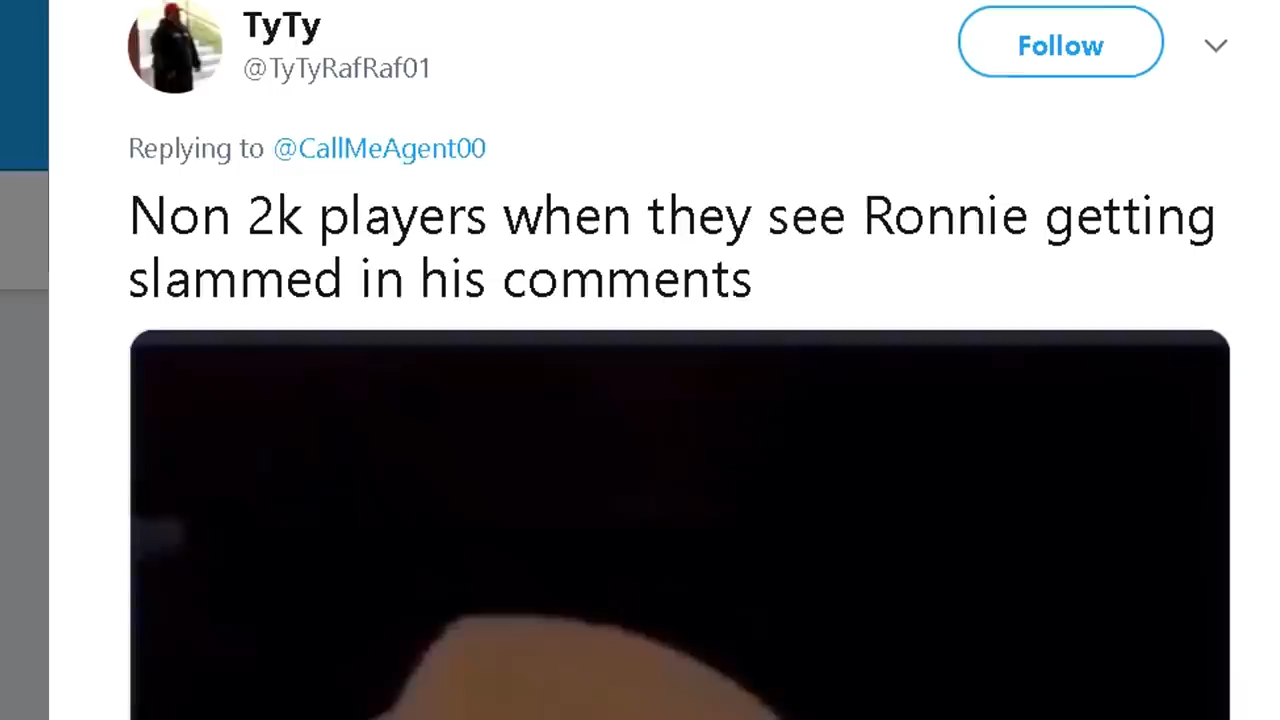 TyTy
@TyTyRafRaf01
Follow
Replying to @CallMeAgent00
Non 2k players when they see Ronnie getting
slammed in his comments